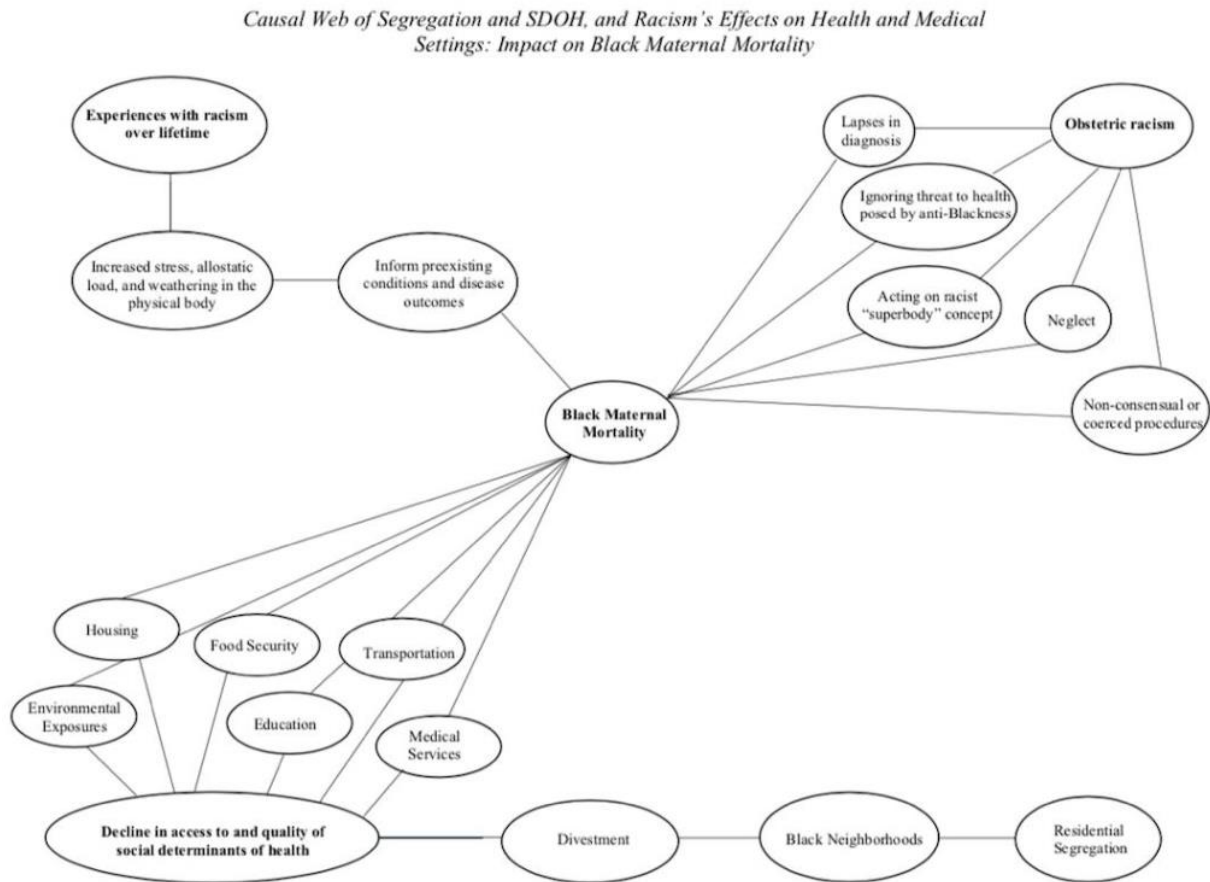 Causal Web of Segregation and SDOH, and Racism's Effects on Health and Medical
Settings: Impact on Black Maternal Mortality
Experiences with racism
over lifetime
Increased stress, allostatic
load, and weathering in the
physical body
Inform preexisting
conditions and disease
outcomes
Lapses in
diagnosis
Obstetric racism
Ignoring threat to health
posed by anti-Blackness
Acting on racist
"superbody" concept
Neglect
Non-consensual or
coerced procedures
Black Maternal
Mortality
Housing
Food Security
Transportation
Environmental
Exposures
Education
Medical
Services
Decline in access to and quality of
social determinants of health
Divestment
Black Neighborhoods
Residential
Segregation